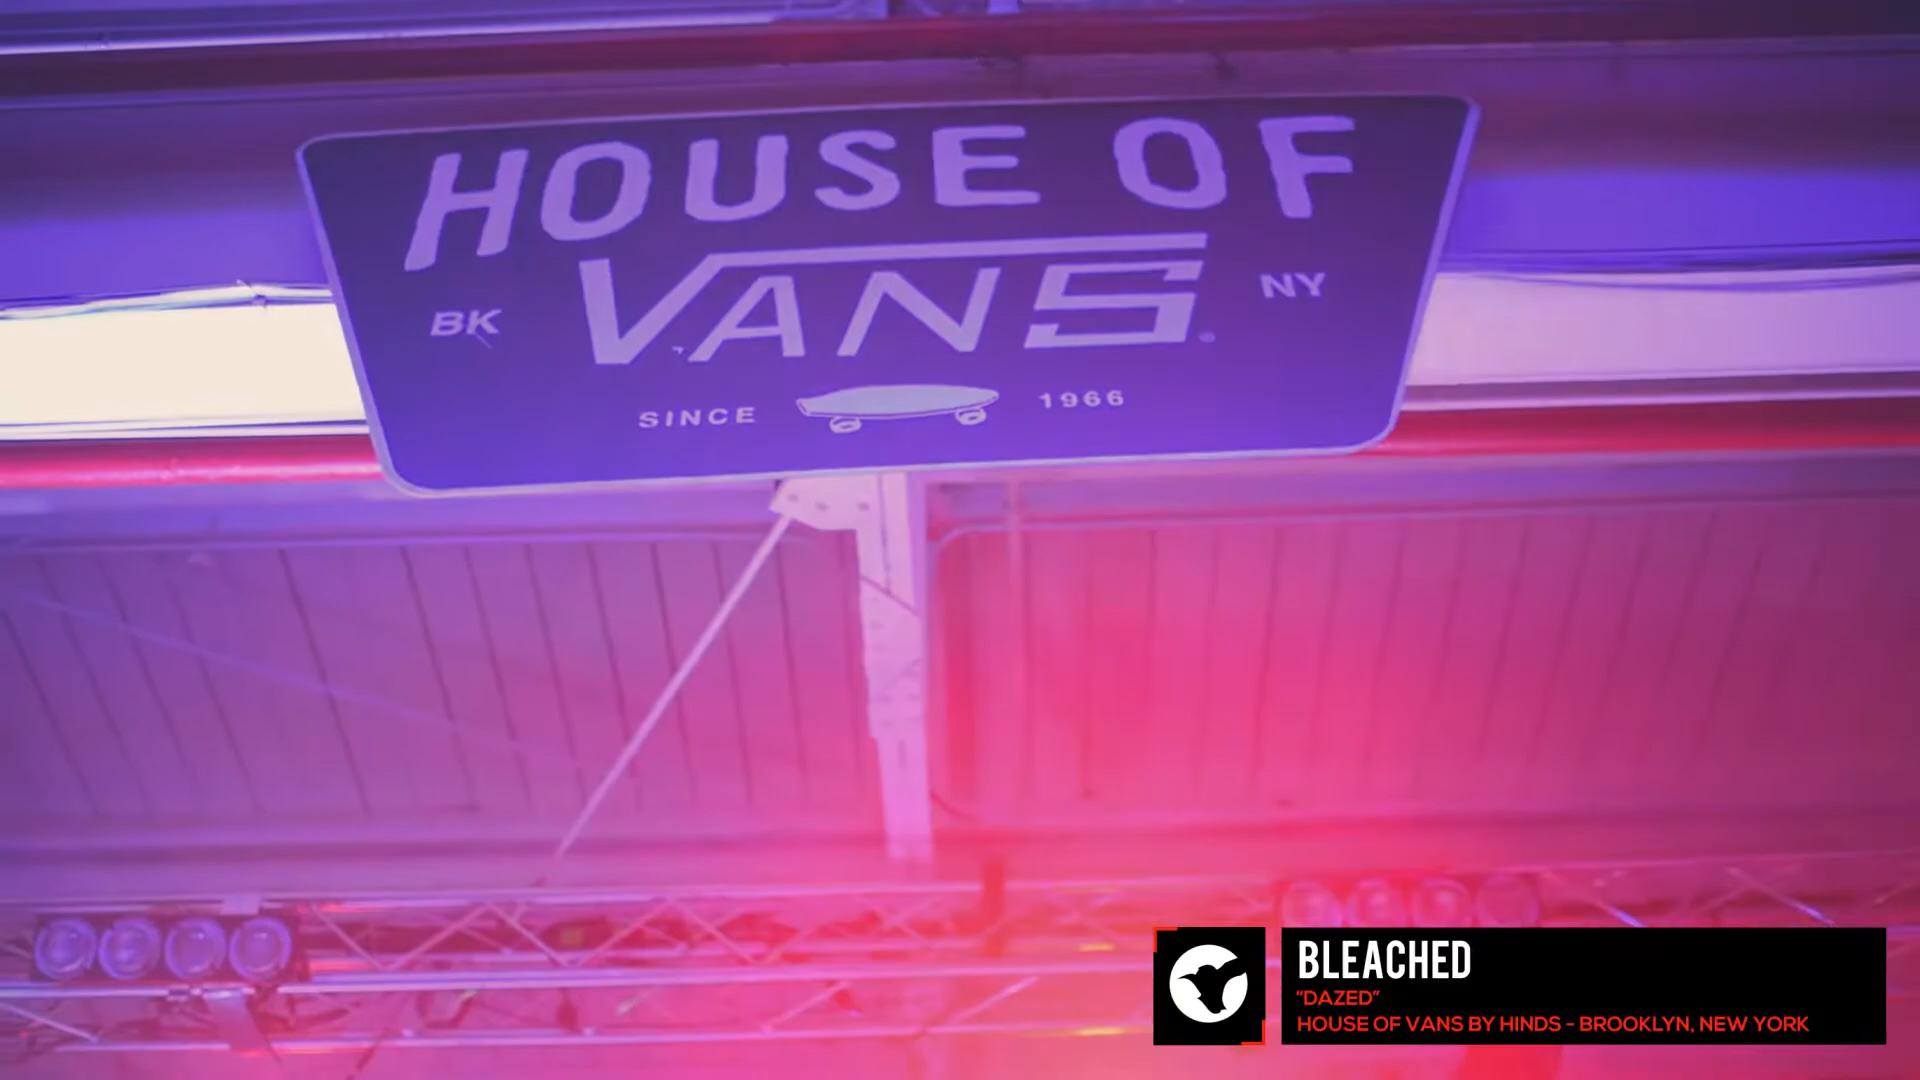 HOUSE OF
BK VANS NY
SINCE 1966
BLEACHED
"DAZED"
HOUSE OF VANS BY HINDS - BROOKLYN, NEW YORK